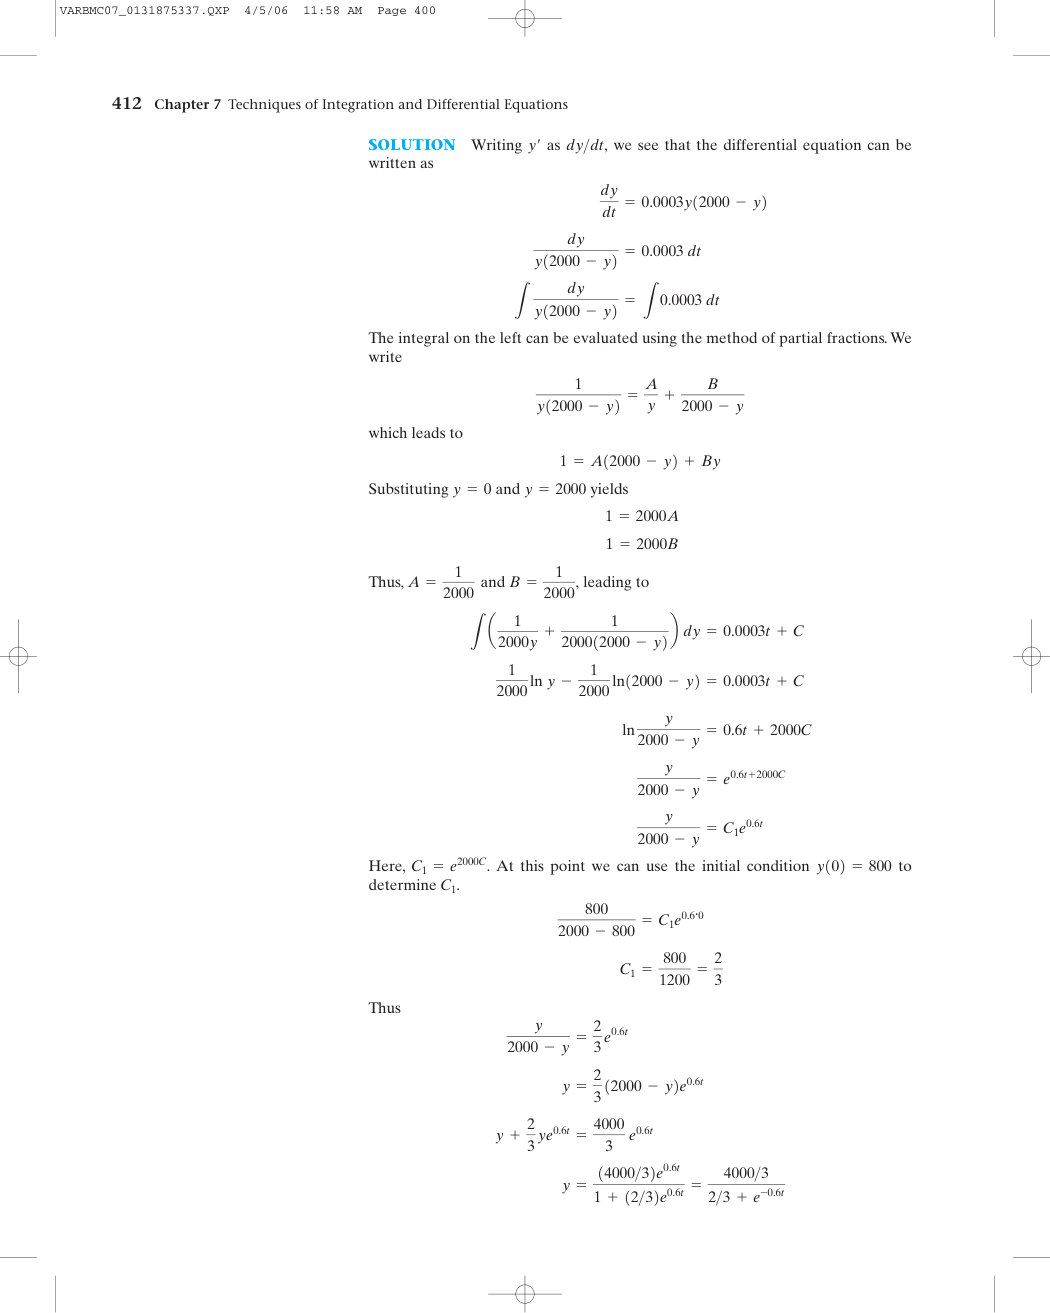 VARBMC07_0131875337.QXP 4/5/06 11:58 AM Page 400
412 Chapter 7 Techniques of Integration and Differential Equations
SOLUTION Writing y′ as dy/dt, we see that the differential equation can be
written as
dy/dt = 0.0003y(2000 − y)
dy/(y(2000 − y)) = 0.0003 dt
∫ dy/(y(2000 − y)) = ∫ 0.0003 dt
The integral on the left can be evaluated using the method of partial fractions. We
write
1/(y(2000 − y)) = A/y + B/(2000 − y)
which leads to
1 = A(2000 − y) + By
Substituting y = 0 and y = 2000 yields
1 = 2000A
1 = 2000B
Thus, A = 1/2000 and B = 1/2000, leading to
∫ (1/(2000y) + 1/(2000(2000 − y))) dy = 0.0003t + C
1/2000 ln y − 1/2000 ln(2000 − y) = 0.0003t + C
ln y/(2000 − y) = 0.6t + 2000C
y/(2000 − y) = e^(0.6t+2000C)
y/(2000 − y) = C₁e^(0.6t)
Here, C₁ = e^(2000C). At this point we can use the initial condition y(0) = 800 to
determine C₁.
800/(2000 − 800) = C₁e^(0.6·0)
C₁ = 800/1200 = 2/3
Thus
y/(2000 − y) = 2/3 e^(0.6t)
y = 2/3 (2000 − y)e^(0.6t)
y + 2/3 ye^(0.6t) = 4000/3 e^(0.6t)
y = (4000/3)e^(0.6t)/(1 + (2/3)e^(0.6t)) = (4000/3)/(2/3 + e^(−0.6t))